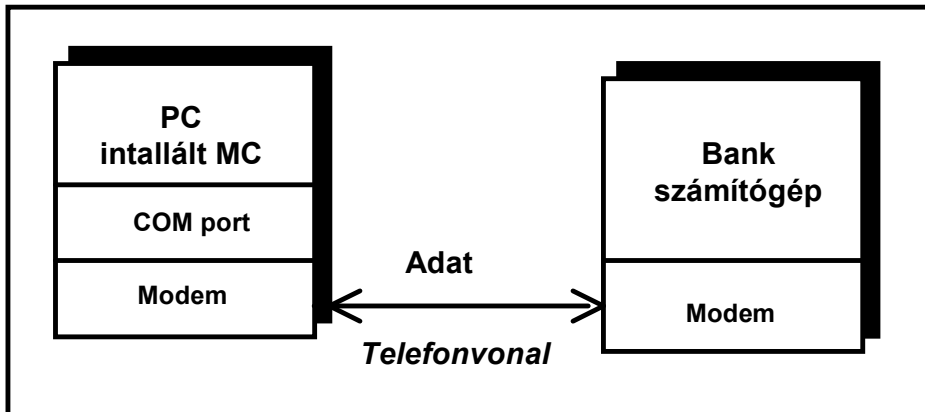 PC
intallált MC
COM port
Modem
Adat
Telefonvonal
Bank
számítógép
Modem